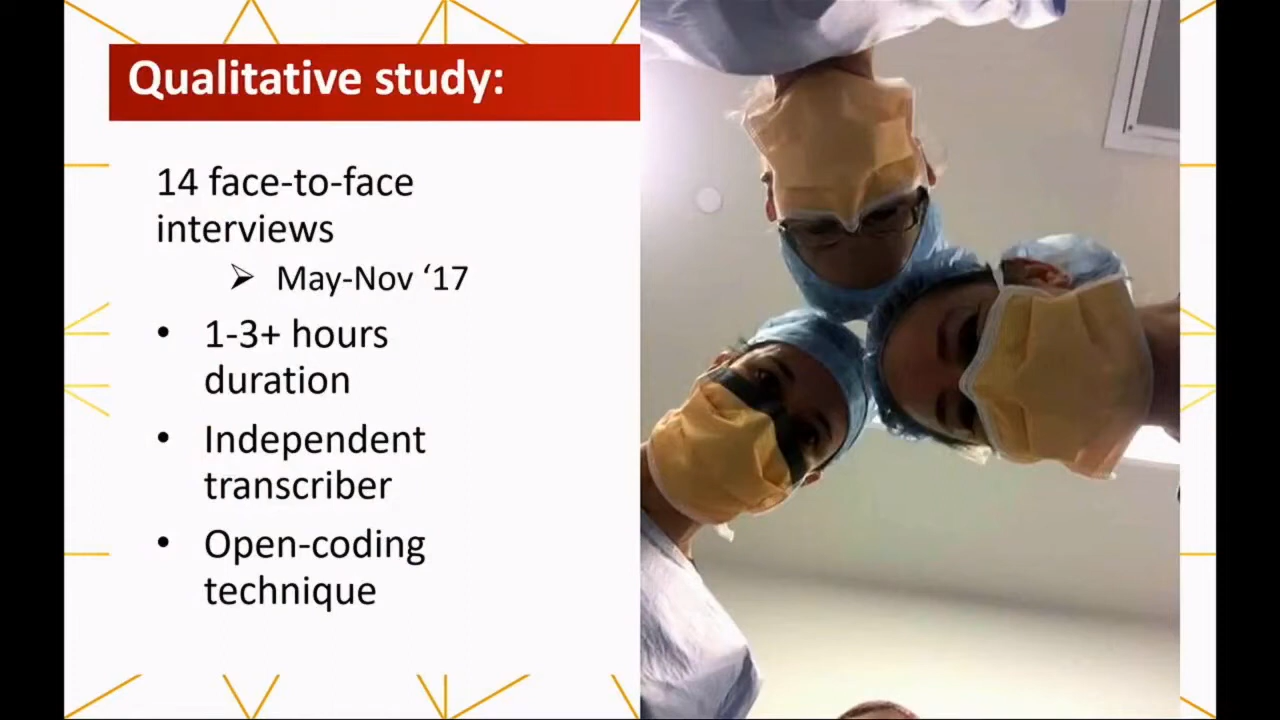 Qualitative study:
14 face-to-face
interviews
➢ May-Nov ‘17
• 1-3+ hours
duration
• Independent
transcriber
• Open-coding
technique